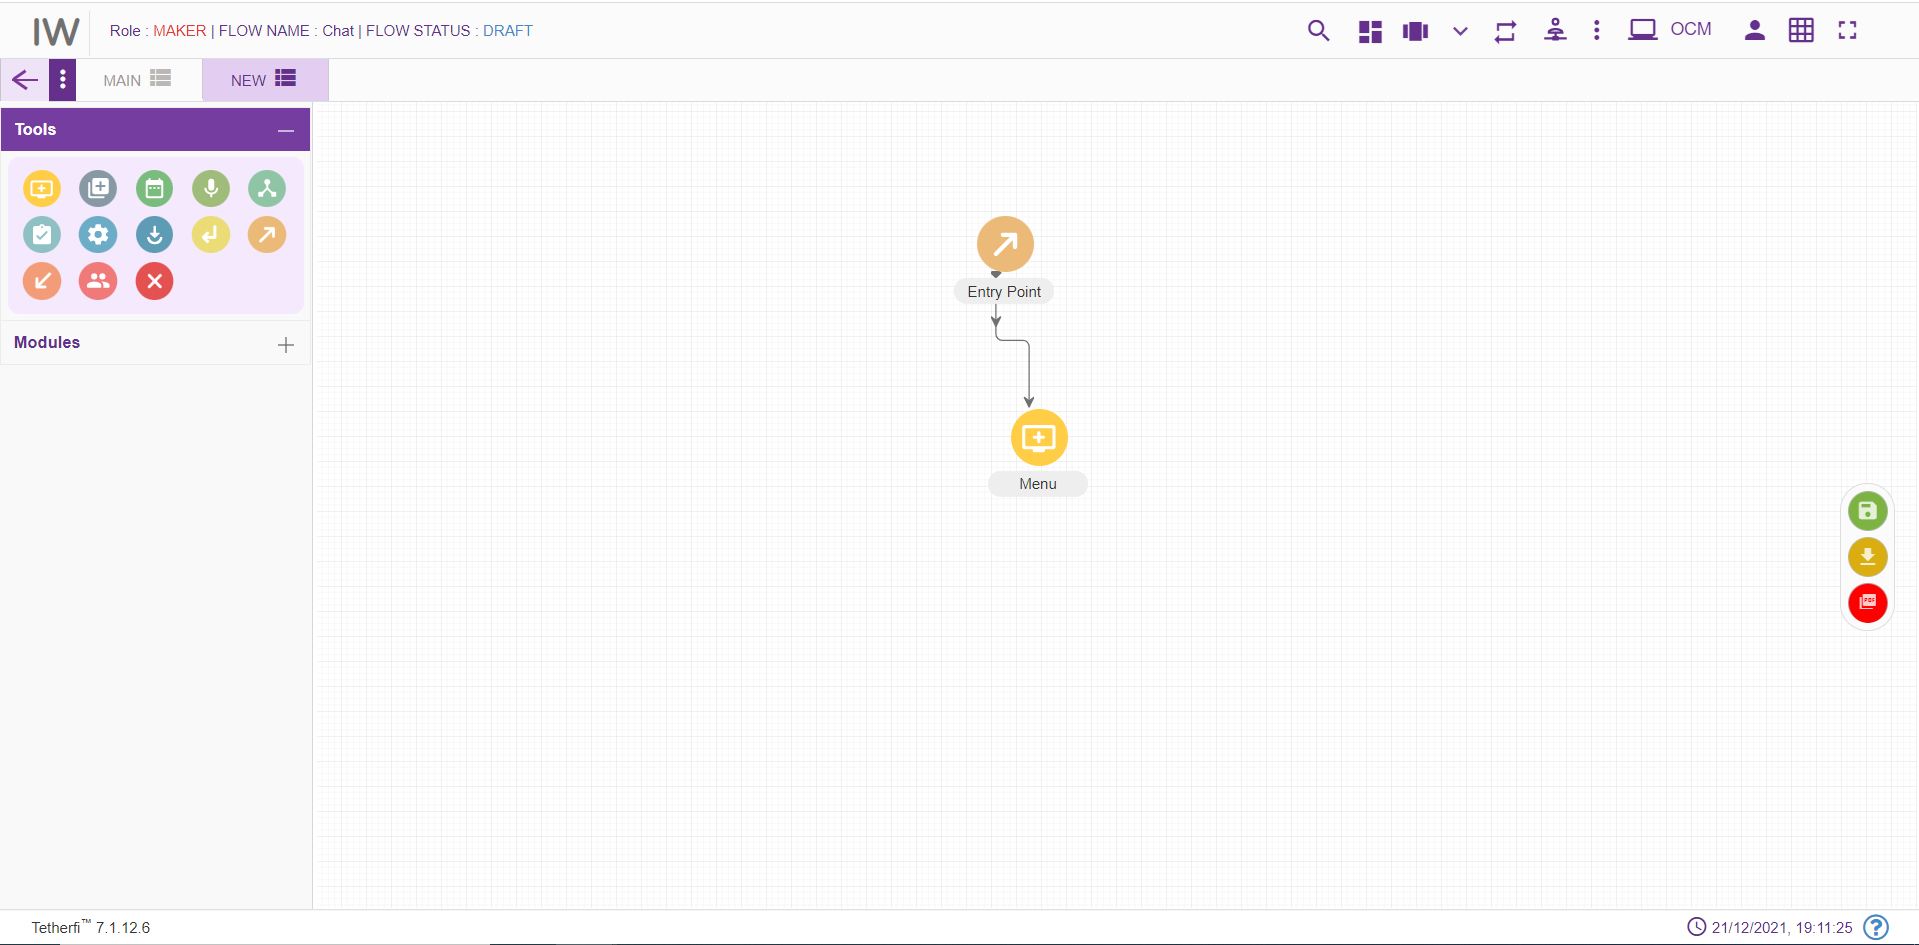 IW
Role : MAKER | FLOW NAME : Chat | FLOW STATUS : DRAFT
OCM
MAIN
NEW
Tools
Modules
Entry Point
Menu
PDF
Tetherfi™ 7.1.12.6
21/12/2021, 19:11:25
?